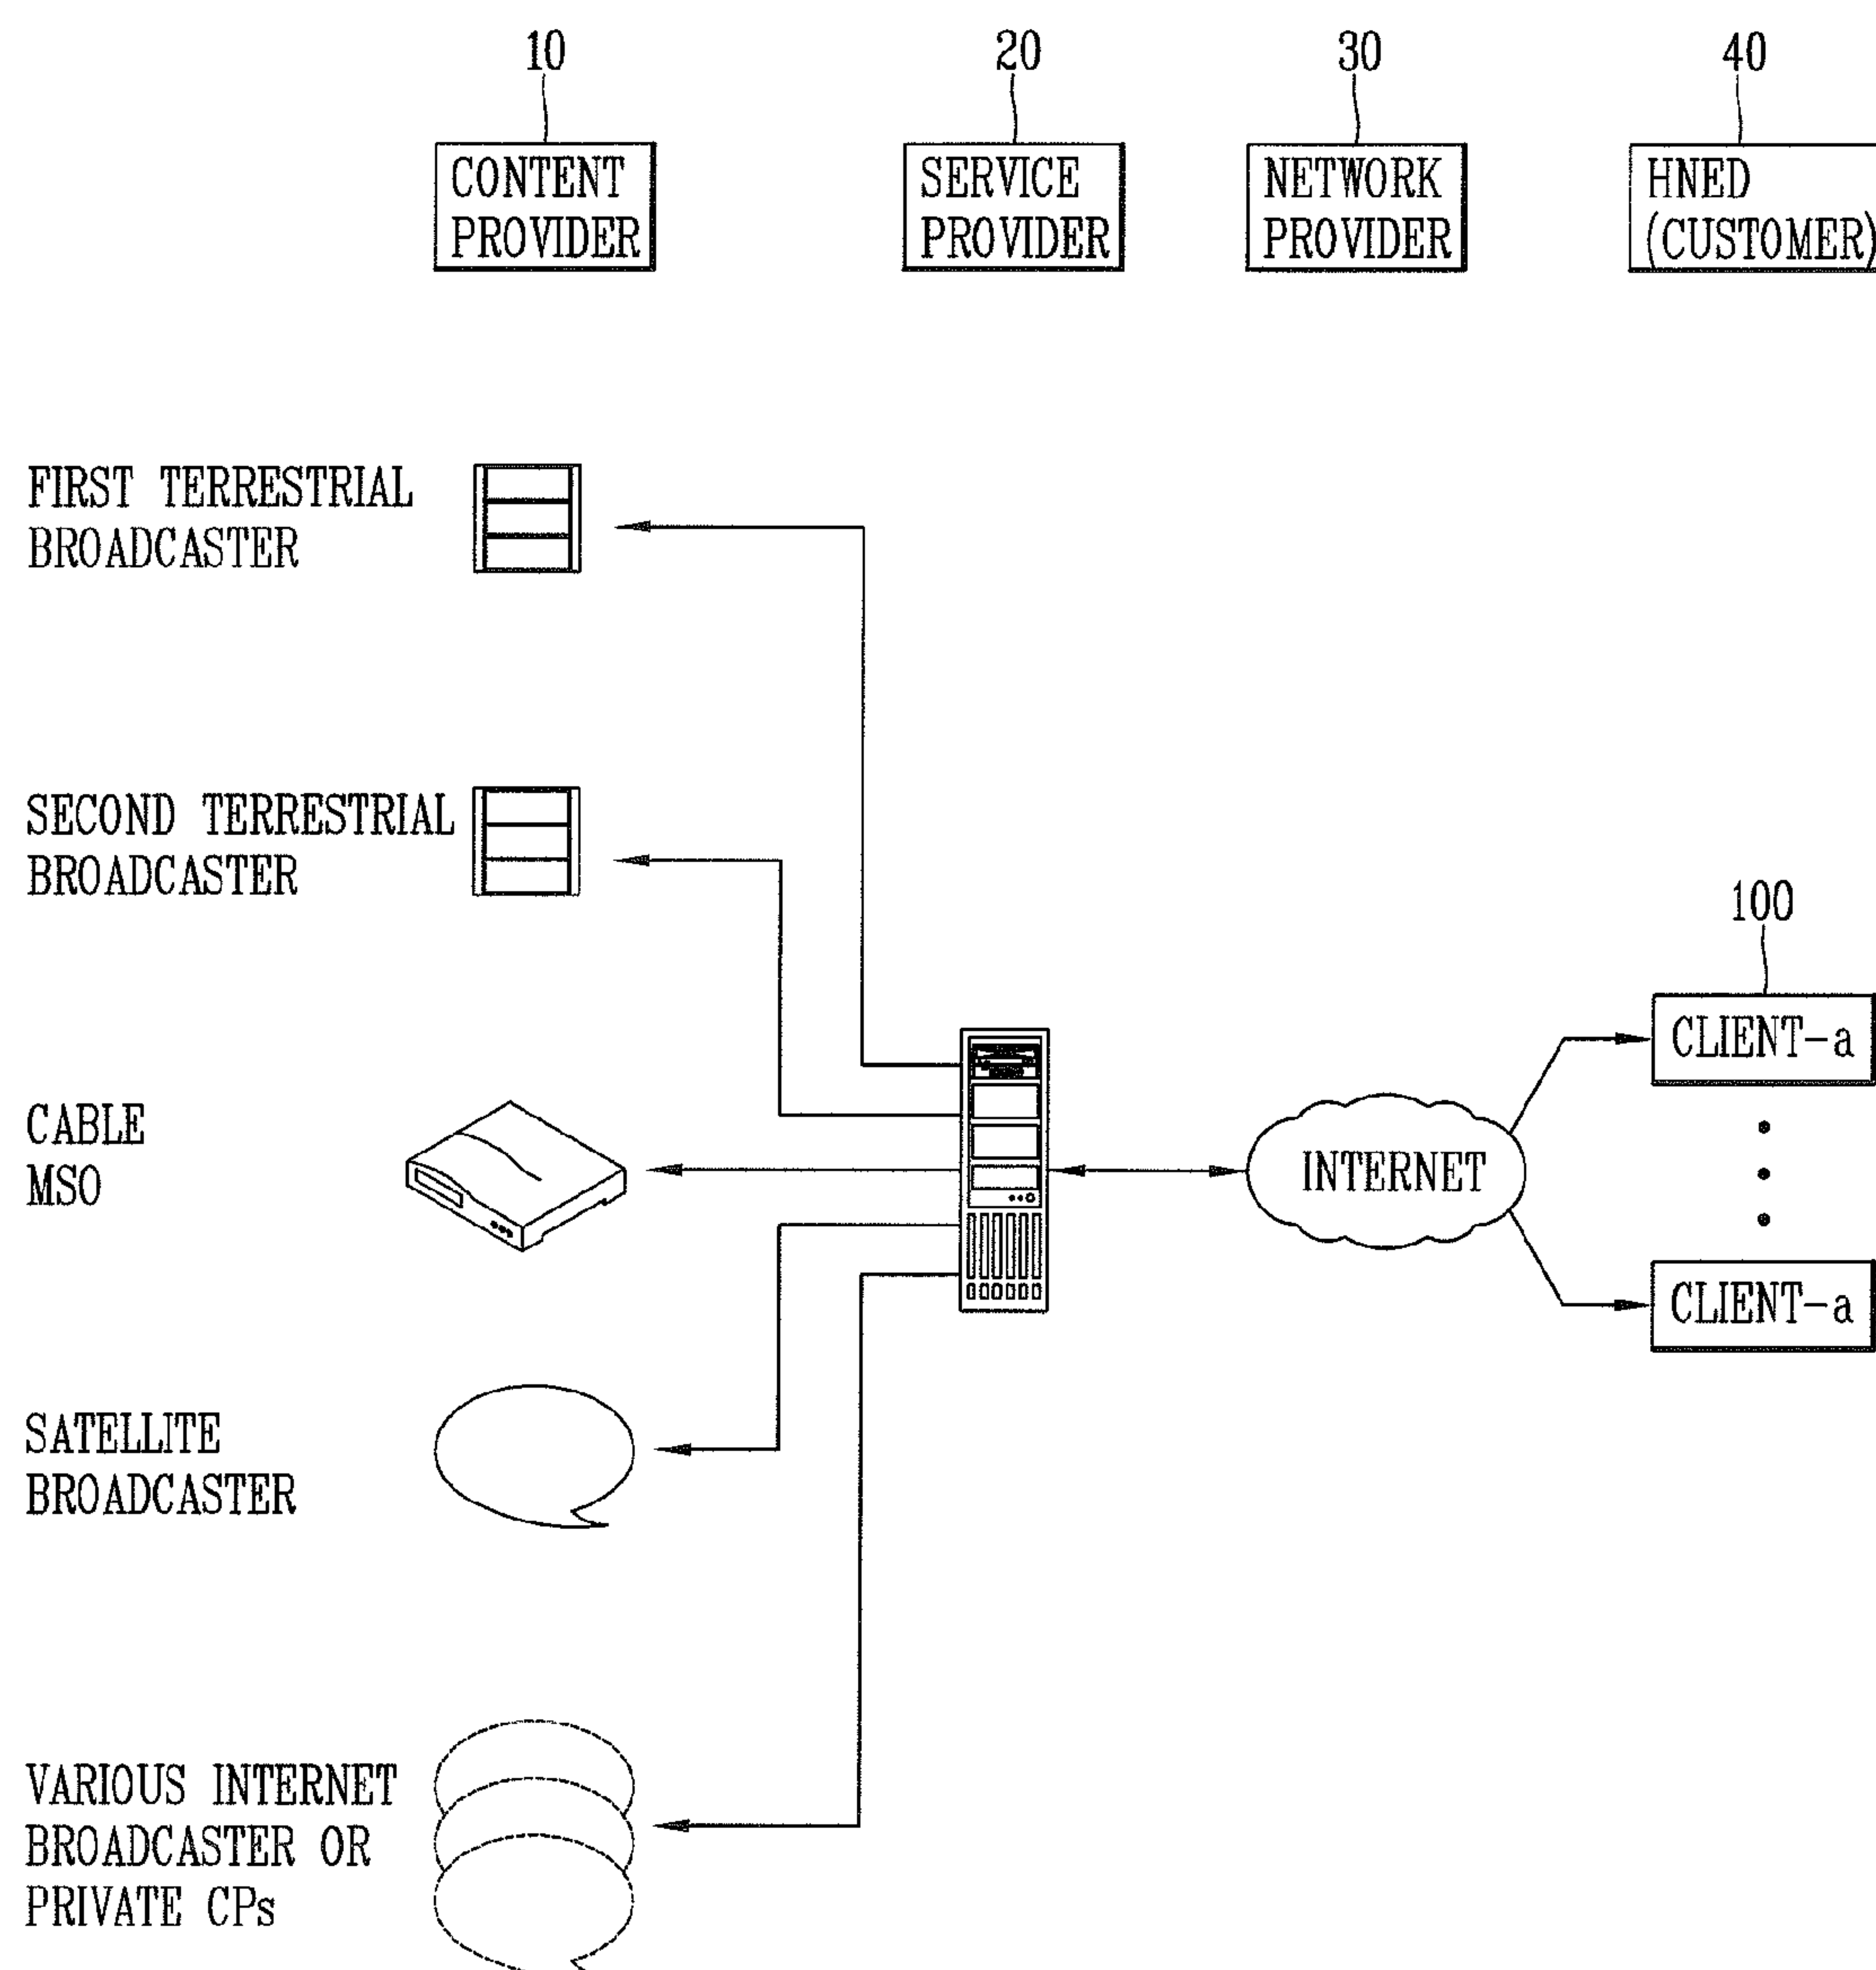 10
20
30
40
CONTENT
PROVIDER
SERVICE
PROVIDER
NETWORK
PROVIDER
HNED
(CUSTOMER)
FIRST TERRESTRIAL
BROADCASTER
SECOND TERRESTRIAL
BROADCASTER
100
CLIENT-a
CABLE
MSO
INTERNET
CLIENT-a
SATELLITE
BROADCASTER
VARIOUS INTERNET
BROADCASTER OR
PRIVATE CPs